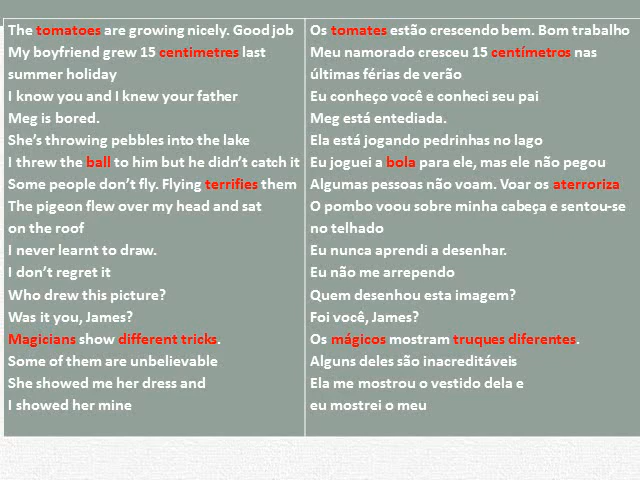 The tomatoes are growing nicely. Good job
My boyfriend grew 15 centimetres last
summer holiday
I know you and I knew your father
Meg is bored.
She's throwing pebbles into the lake
I threw the ball to him but he didn't catch it
Some people don't fly. Flying terrifies them
The pigeon flew over my head and sat
on the roof
I never learnt to draw.
I don't regret it
Who drew this picture?
Was it you, James?
Magicians show different tricks.
Some of them are unbelievable
She showed me her dress and
I showed her mine
Os tomates estão crescendo bem. Bom trabalho
Meu namorado cresceu 15 centímetros nas
últimas férias de verão
Eu conheço você e conheci seu pai
Meg está entediada.
Ela está jogando pedrinhas no lago
Eu joguei a bola para ele, mas ele não pegou
Algumas pessoas não voam. Voar os aterroriza
O pombo voou sobre minha cabeça e sentou-se
no telhado
Eu nunca aprendi a desenhar.
Eu não me arrependo
Quem desenhou esta imagem?
Foi você, James?
Os mágicos mostram truques diferentes.
Alguns deles são inacreditáveis
Ela me mostrou o vestido dela e
eu mostrei o meu